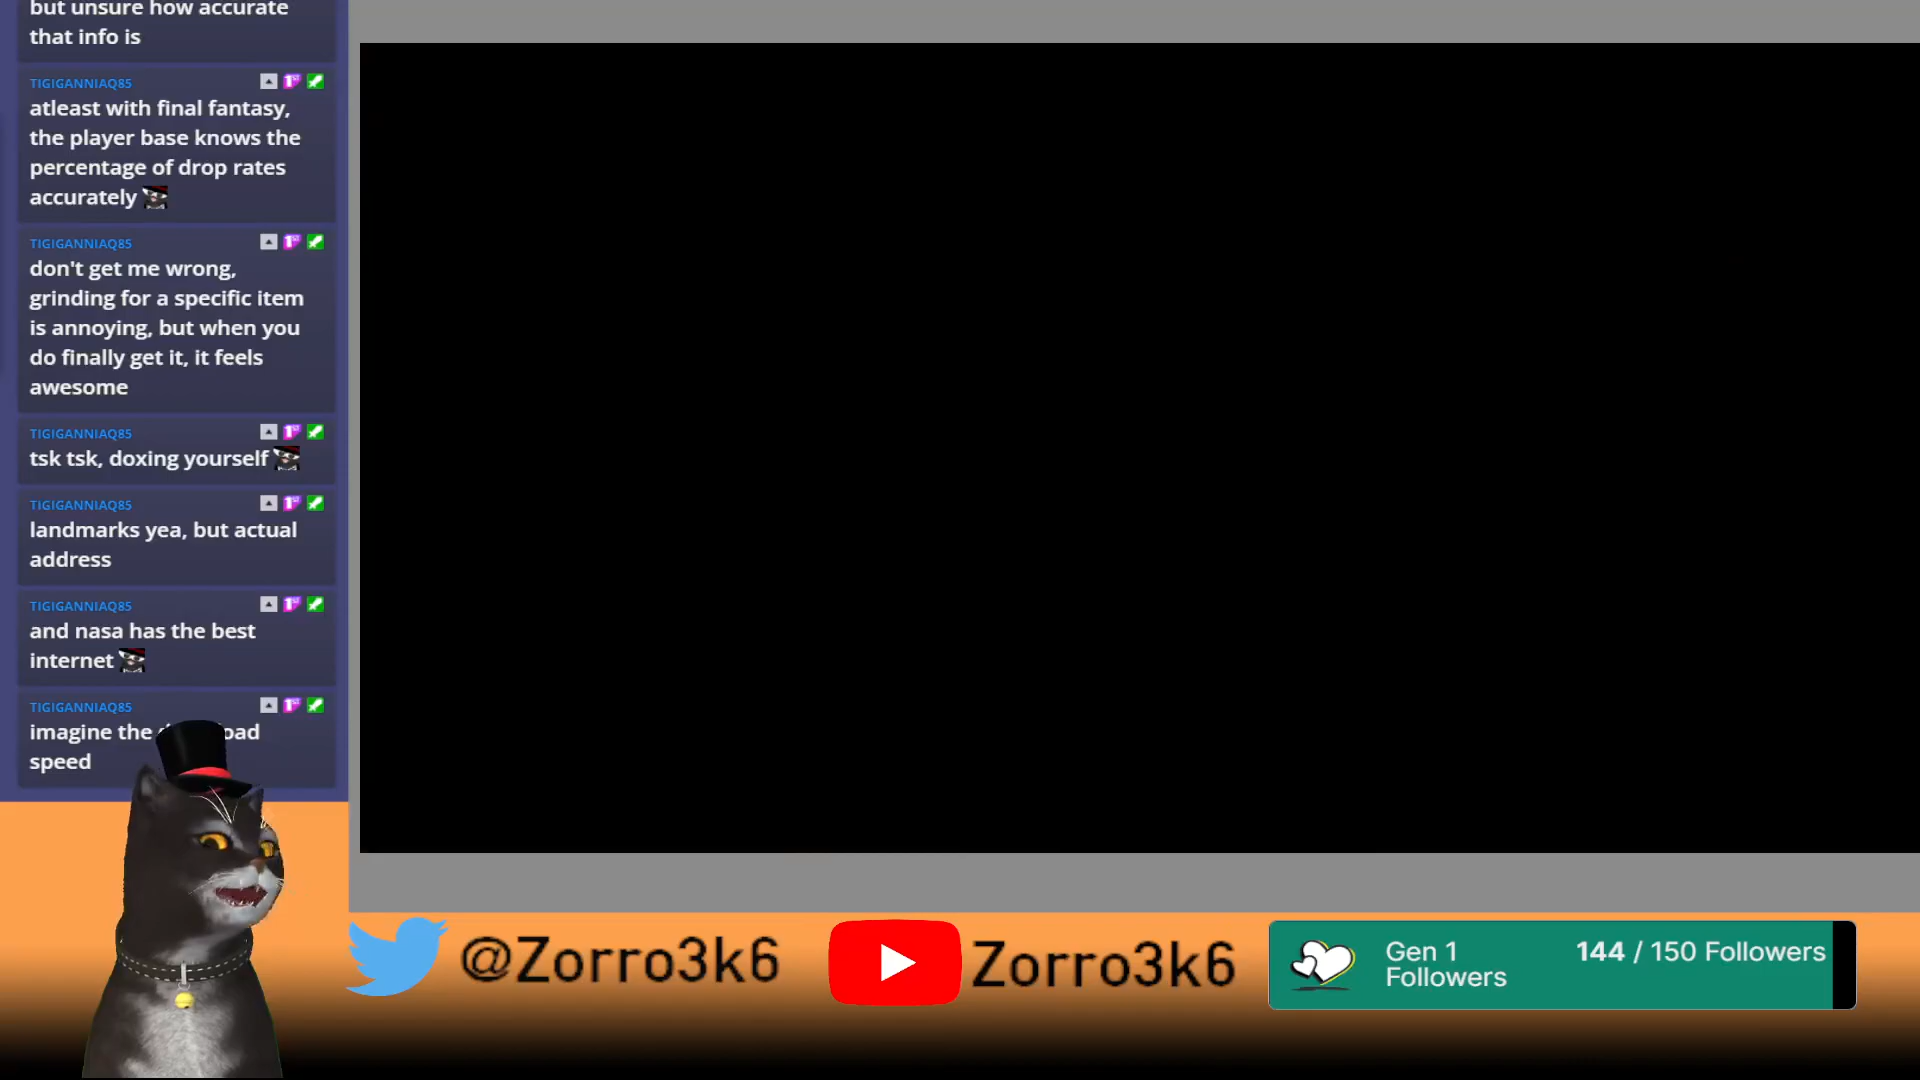 but unsure how accurate
that info is
TIGIGANNIAQ85
atleast with final fantasy,
the player base knows the
percentage of drop rates
accurately
TIGIGANNIAQ85
don't get me wrong,
grinding for a specific item
is annoying, but when you
do finally get it, it feels
awesome
TIGIGANNIAQ85
tsk tsk, doxing yourself
TIGIGANNIAQ85
landmarks yea, but actual
address
TIGIGANNIAQ85
and nasa has the best
internet
TIGIGANNIAQ85
imagine the
speed
@Zorro3k6
Zorro3k6
Gen 1
Followers
144 / 150 Followers